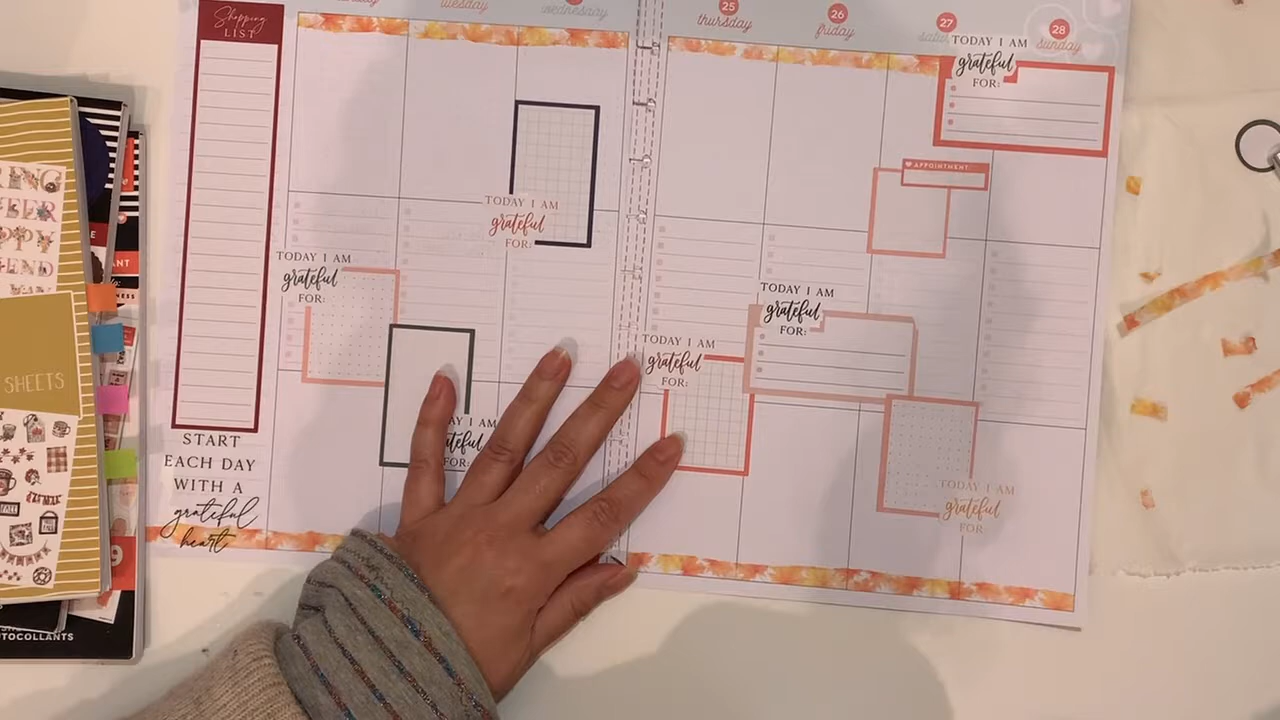 Shopping
LIST
wednesday
25
thursday
26
friday
27
28
sunday
TODAY I AM
grateful
FOR:
APPOINTMENT
TODAY I AM
grateful
FOR:
TODAY I AM
grateful
FOR:
TODAY I AM
grateful
FOR:
TODAY I AM
grateful
FOR:
AM
FOR:
TODAY I AM
grateful
FOR:
START
EACH DAY
WITH A
grateful
heart
SHEETS